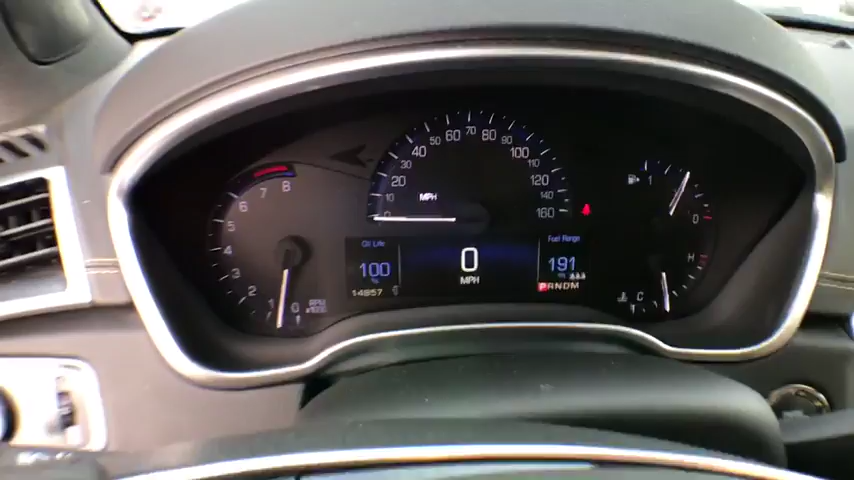 0 1 2 3 4 5 6 7 8
RPM
x1000
0 10 20 30 40 50 60 70 80 90 100 110 120 140 160
MPH
Oil Life
100
%
14957
0
MPH
Fuel Range
191
PRNDM
1
0
H
C